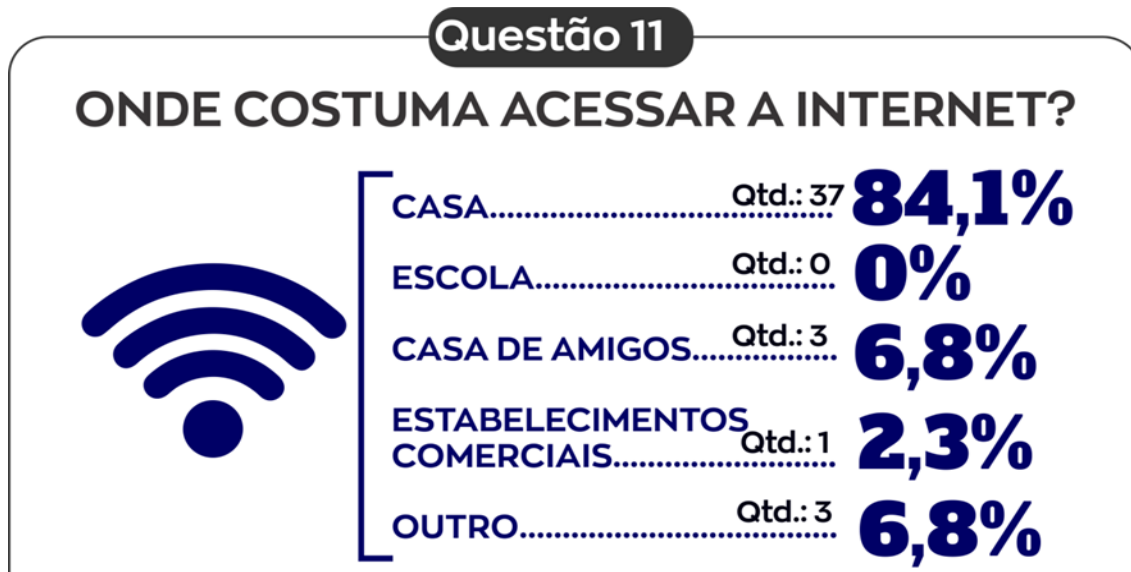 Questão 11
ONDE COSTUMA ACESSAR A INTERNET?
CASA........................................ Qtd.: 37 84,1%
ESCOLA................................... Qtd.: 0 0%
CASA DE AMIGOS................ Qtd.: 3 6,8%
ESTABELECIMENTOS
COMERCIAIS......................... Qtd.: 1 2,3%
OUTRO.................................... Qtd.: 3 6,8%